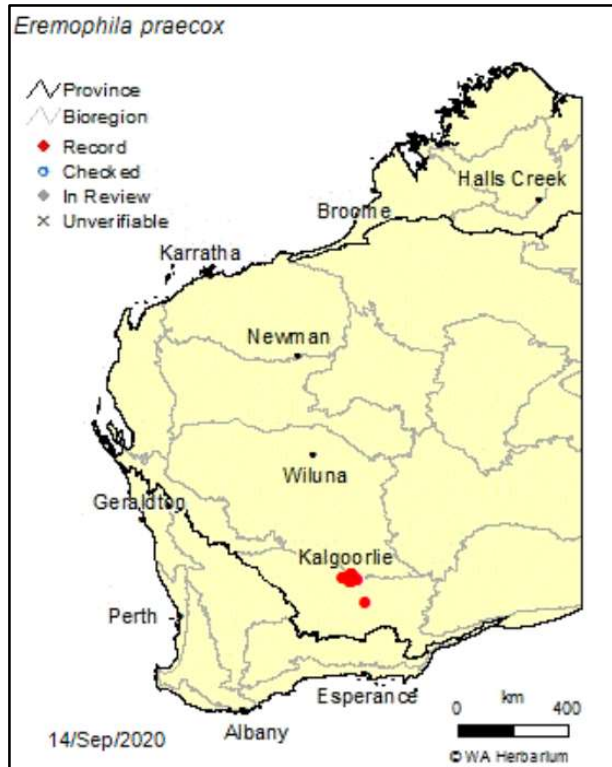 Eremophila praecox
Province
Bioregion
Record
Checked
In Review
Unverifiable
Halls Creek
Broome
Karratha
Newman
Wiluna
Geraldton
Kalgoorlie
Perth
Esperance
Albany
km
0 400
14/Sep/2020
© WA Herbarium